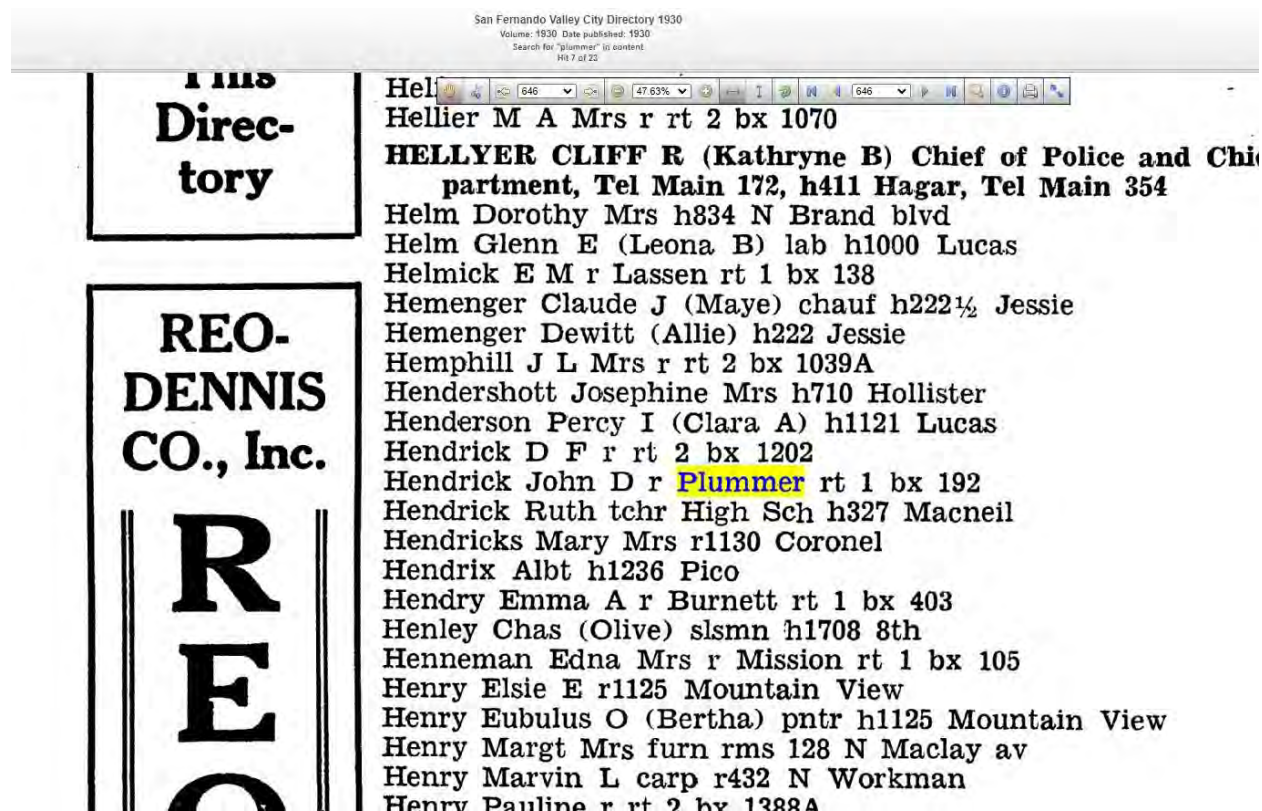 San Fernando Valley City Directory 1930
Volume: 1930 Date published: 1930
Search for "plummer" in content
Hit 7 of 23
646
47.63%
646
This
Direc-
tory
REO-
DENNIS
CO., Inc.
R
E
O
Hellier M A Mrs r rt 2 bx 1070
HELLYER CLIFF R (Kathryne B) Chief of Police and Chi
partment, Tel Main 172, h411 Hagar, Tel Main 354
Helm Dorothy Mrs h834 N Brand blvd
Helm Glenn E (Leona B) lab h1000 Lucas
Helmick E M r Lassen rt 1 bx 138
Hemenger Claude J (Maye) chauf h222½ Jessie
Hemenger Dewitt (Allie) h222 Jessie
Hemphill J L Mrs r rt 2 bx 1039A
Hendershott Josephine Mrs h710 Hollister
Henderson Percy I (Clara A) h1121 Lucas
Hendrick D F r rt 2 bx 1202
Hendrick John D r Plummer rt 1 bx 192
Hendrick Ruth tchr High Sch h327 Macneil
Hendricks Mary Mrs r1130 Coronel
Hendrix Albt h1236 Pico
Hendry Emma A r Burnett rt 1 bx 403
Henley Chas (Olive) slsmn h1708 8th
Henneman Edna Mrs r Mission rt 1 bx 105
Henry Elsie E r1125 Mountain View
Henry Eubulus O (Bertha) pntr h1125 Mountain View
Henry Margt Mrs furn rms 128 N Maclay av
Henry Marvin L carp r432 N Workman
Henry Pauline r rt 2 bx 1388A